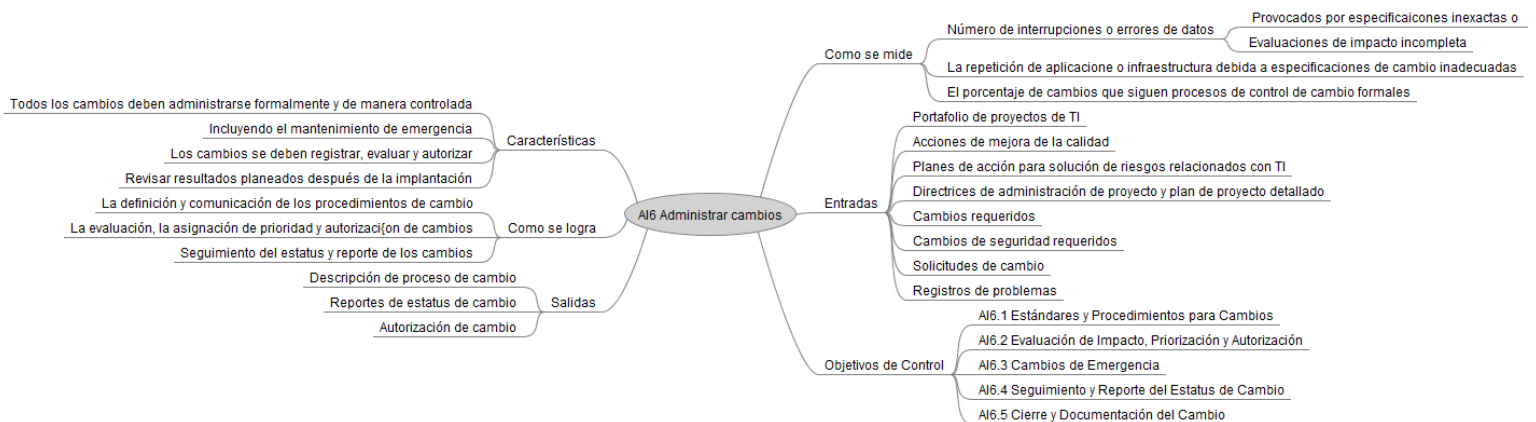 Todos los cambios deben administrarse formalmente y de manera controlada
Incluyendo el mantenimiento de emergencia
Los cambios se deben registrar, evaluar y autorizar
Revisar resultados planeados después de la implantación
Características
La definición y comunicación de los procedimientos de cambio
La evaluación, la asignación de prioridad y autorizaci{on de cambios
Seguimiento del estatus y reporte de los cambios
Como se logra
Descripción de proceso de cambio
Reportes de estatus de cambio
Autorización de cambio
Salidas
AI6 Administrar cambios
Como se mide
Número de interrupciones o errores de datos
Provocados por especificaicones inexactas o
Evaluaciones de impacto incompleta
La repetición de aplicacione o infraestructura debida a especificaciones de cambio inadecuadas
El porcentaje de cambios que siguen procesos de control de cambio formales
Entradas
Portafolio de proyectos de TI
Acciones de mejora de la calidad
Planes de acción para solución de riesgos relacionados con TI
Directrices de administración de proyecto y plan de proyecto detallado
Cambios requeridos
Cambios de seguridad requeridos
Solicitudes de cambio
Registros de problemas
Objetivos de Control
AI6.1 Estándares y Procedimientos para Cambios
AI6.2 Evaluación de Impacto, Priorización y Autorización
AI6.3 Cambios de Emergencia
AI6.4 Seguimiento y Reporte del Estatus de Cambio
AI6.5 Cierre y Documentación del Cambio